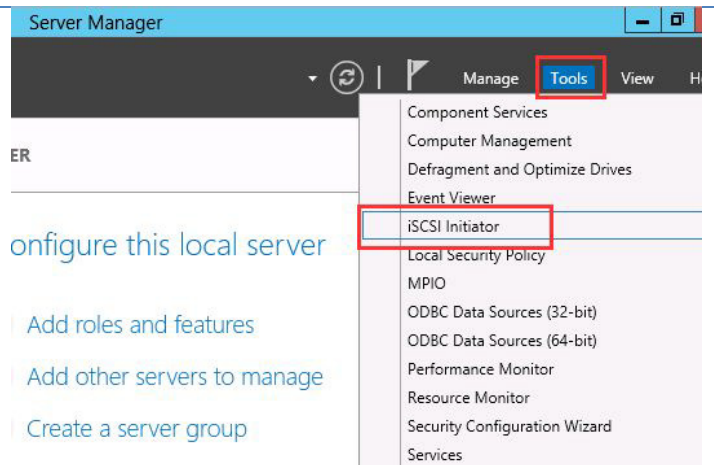 Server Manager
Manage Tools View H
Component Services
Computer Management
Defragment and Optimize Drives
Event Viewer
iSCSI Initiator
Local Security Policy
MPIO
ODBC Data Sources (32-bit)
ODBC Data Sources (64-bit)
Performance Monitor
Resource Monitor
Security Configuration Wizard
Services
ER
onfigure this local server
Add roles and features
Add other servers to manage
Create a server group